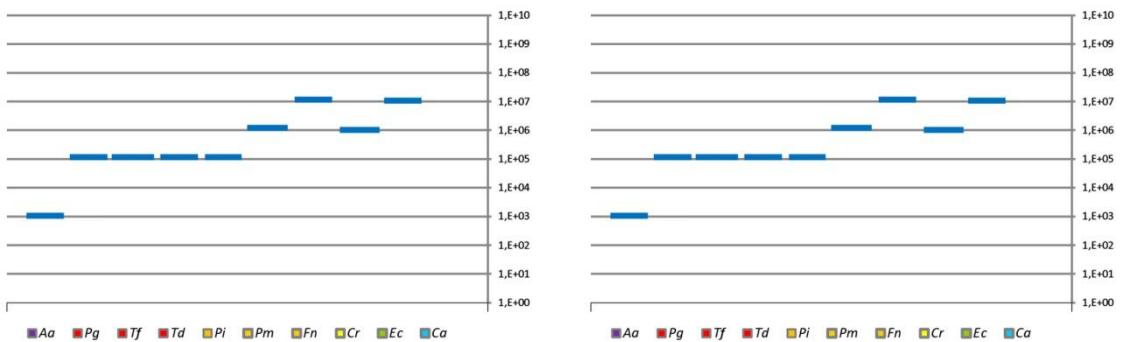 1,E+10
1,E+09
1,E+08
1,E+07
1,E+06
1,E+05
1,E+04
1,E+03
1,E+02
1,E+01
1,E+00
Aa Pg Tf Td Pi Pm Fn Cr Ec Ca
1,E+10
1,E+09
1,E+08
1,E+07
1,E+06
1,E+05
1,E+04
1,E+03
1,E+02
1,E+01
1,E+00
Aa Pg Tf Td Pi Pm Fn Cr Ec Ca